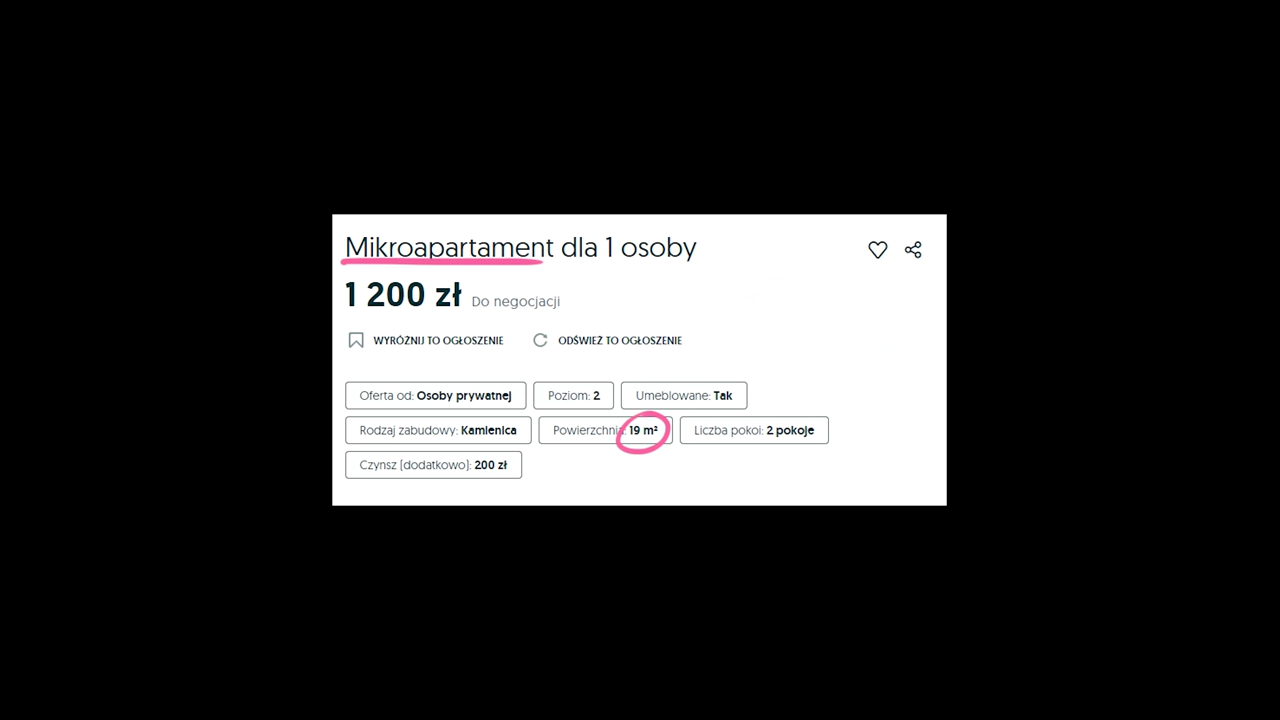 Mikroapartament dla 1 osoby
1 200 zł Do negocjacji
WYRÓŻNIJ TO OGŁOSZENIE ODŚWIEŻ TO OGŁOSZENIE
Oferta od: Osoby prywatnej Poziom: 2 Umeblowane: Tak
Rodzaj zabudowy: Kamienica Powierzchnia: 19 m² Liczba pokoi: 2 pokoje
Czynsz (dodatkowo): 200 zł